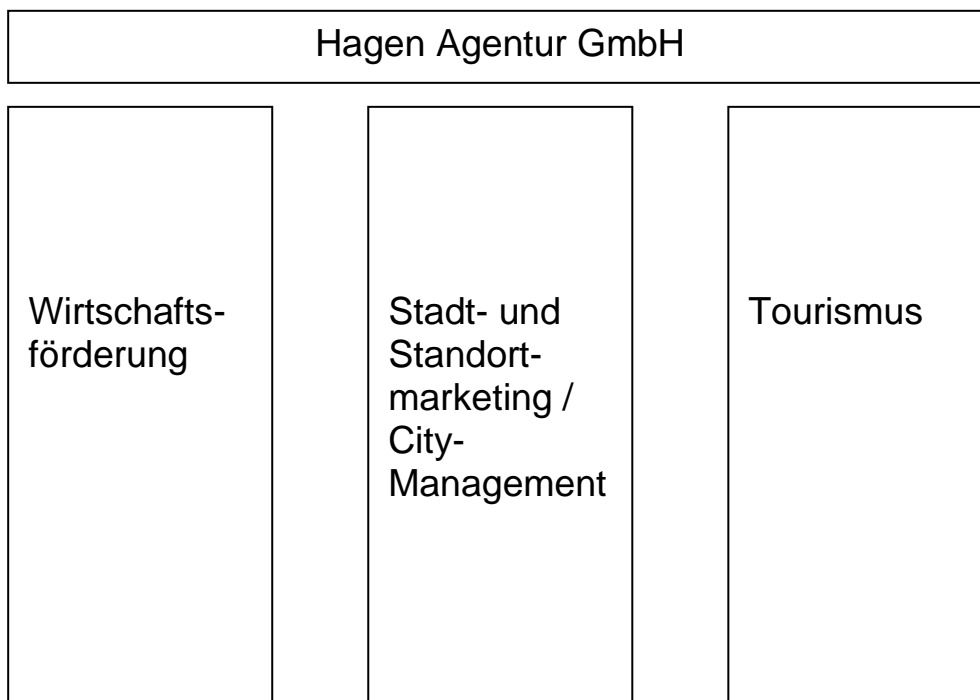 Hagen Agentur GmbH
Wirtschafts-
förderung
Stadt- und
Standort-
marketing /
City-
Management
Tourismus